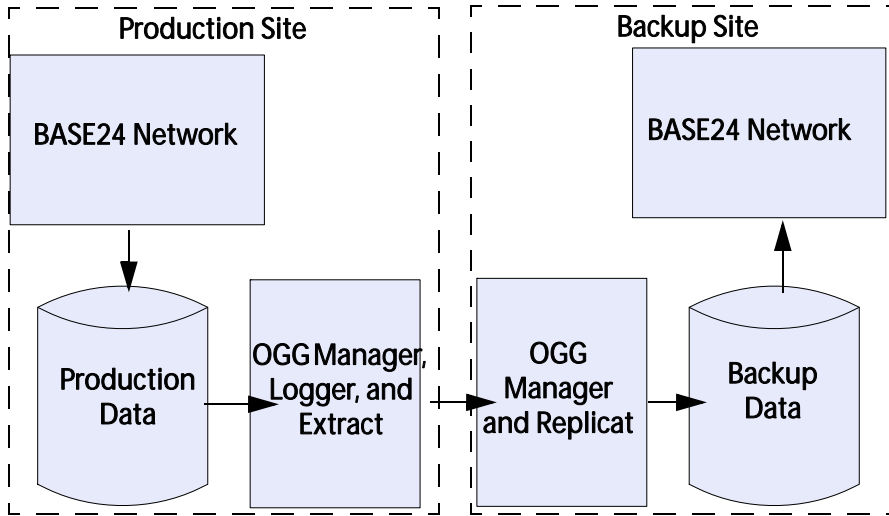 Production Site
BASE24 Network
Production
Data
OGG Manager,
Logger, and
Extract
Backup Site
BASE24 Network
OGG
Manager
and Replicat
Backup
Data